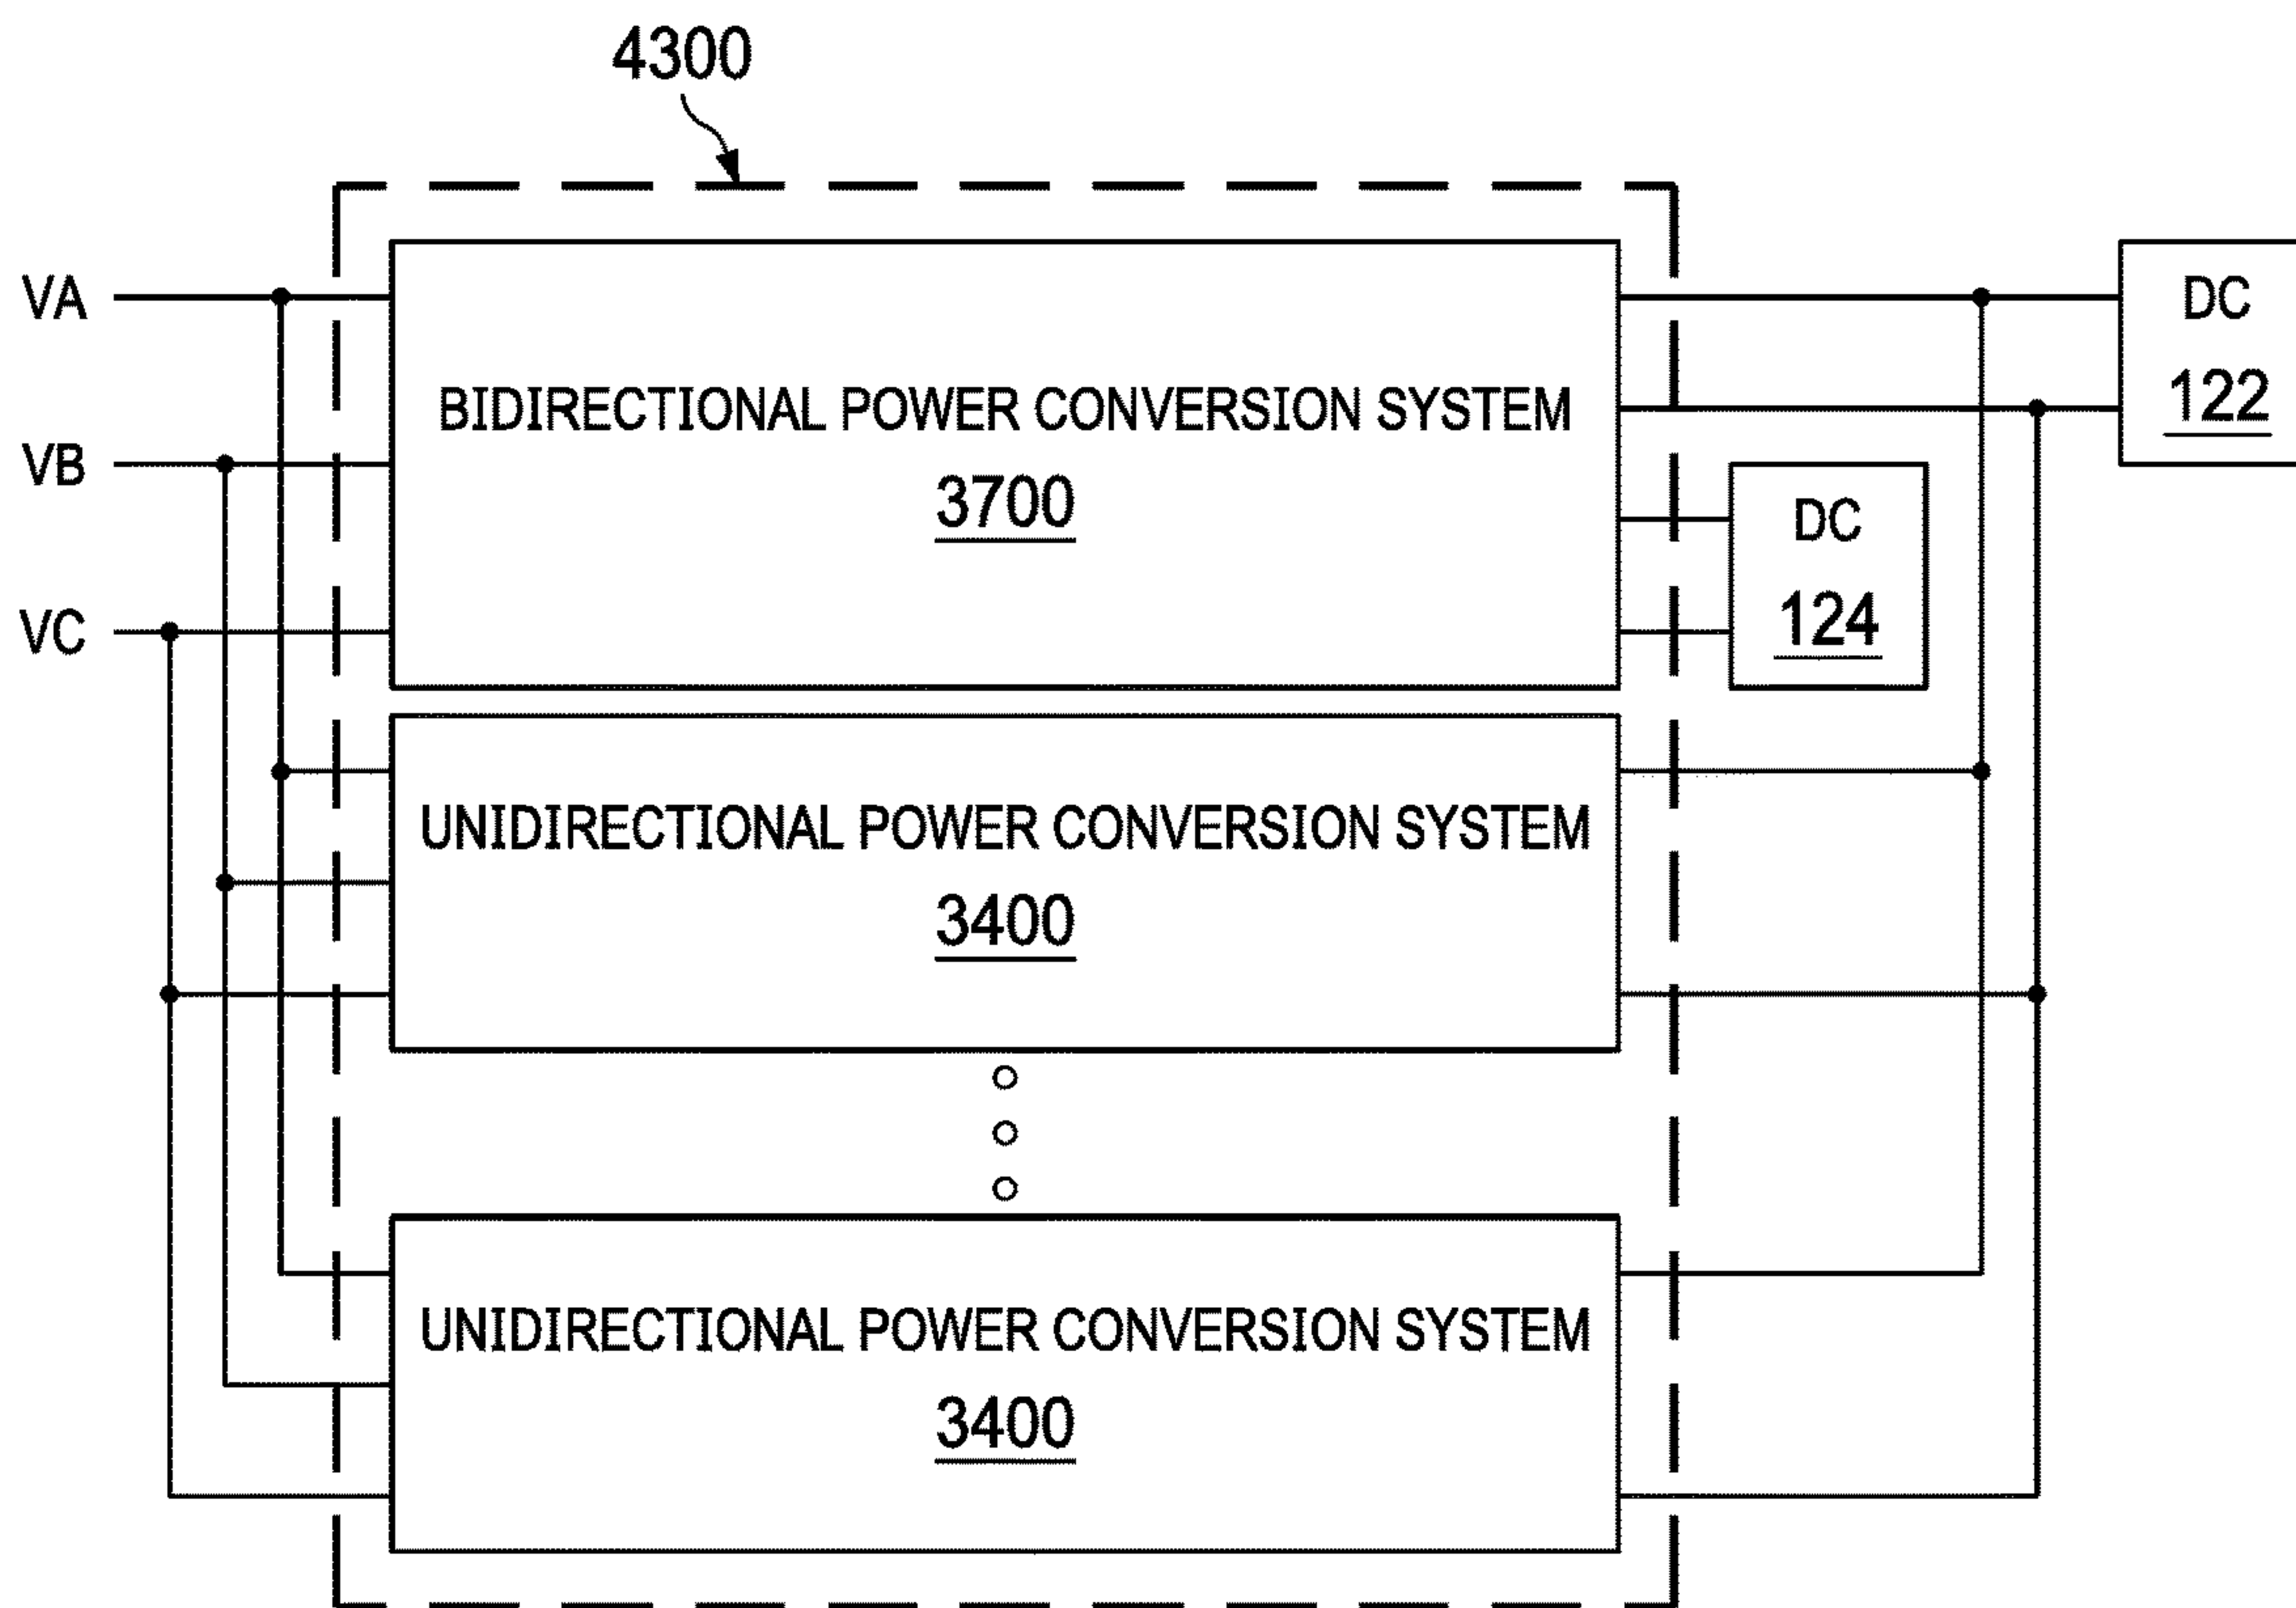 4300
VA
VB
VC
BIDIRECTIONAL POWER CONVERSION SYSTEM
3700
DC
122
DC
124
UNIDIRECTIONAL POWER CONVERSION SYSTEM
3400
UNIDIRECTIONAL POWER CONVERSION SYSTEM
3400